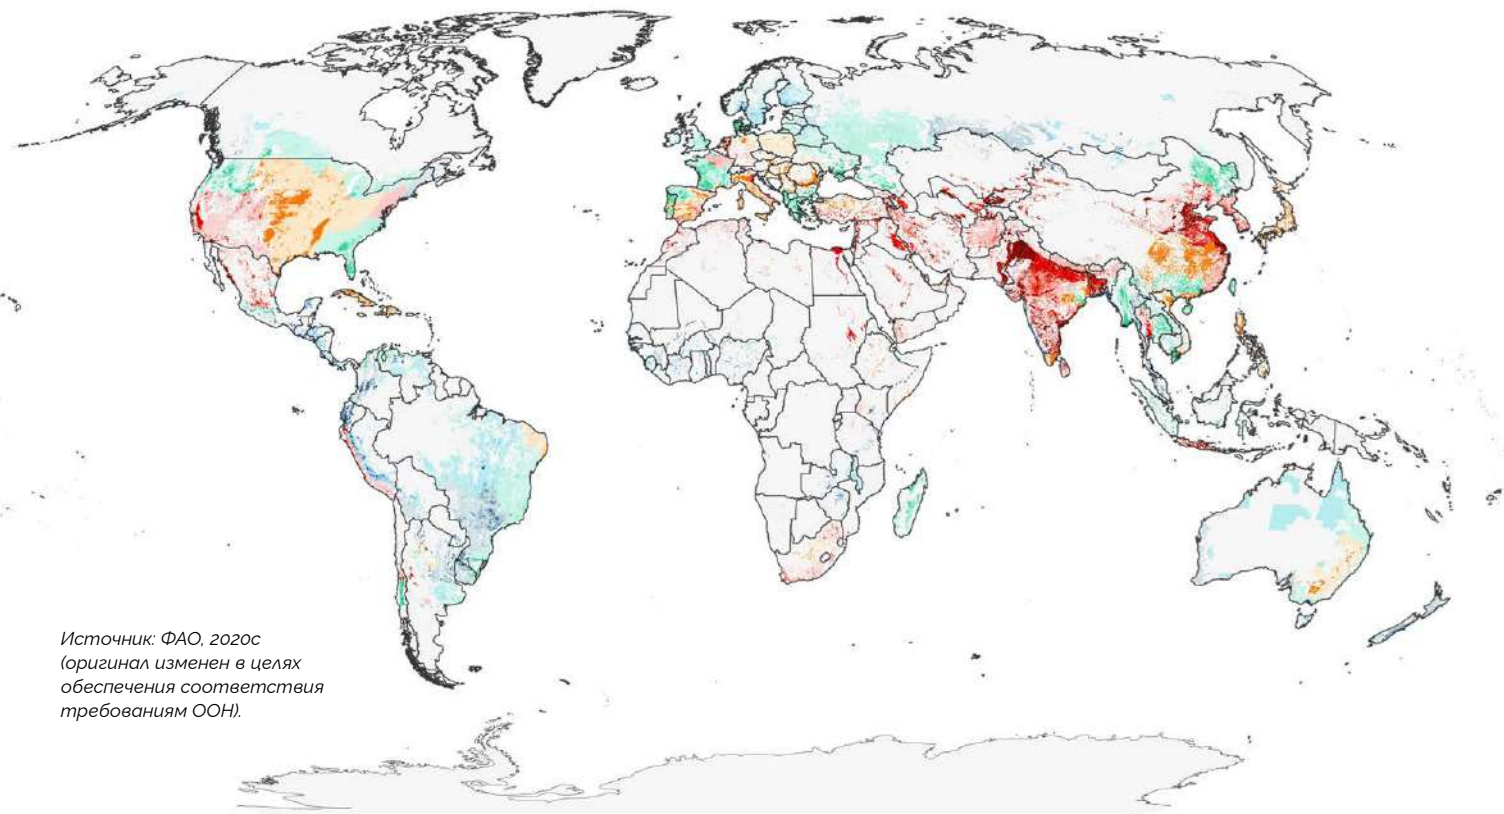 Источник: ФАО, 2020c
(оригинал изменен в целях
обеспечения соответствия
требованиям ООН).